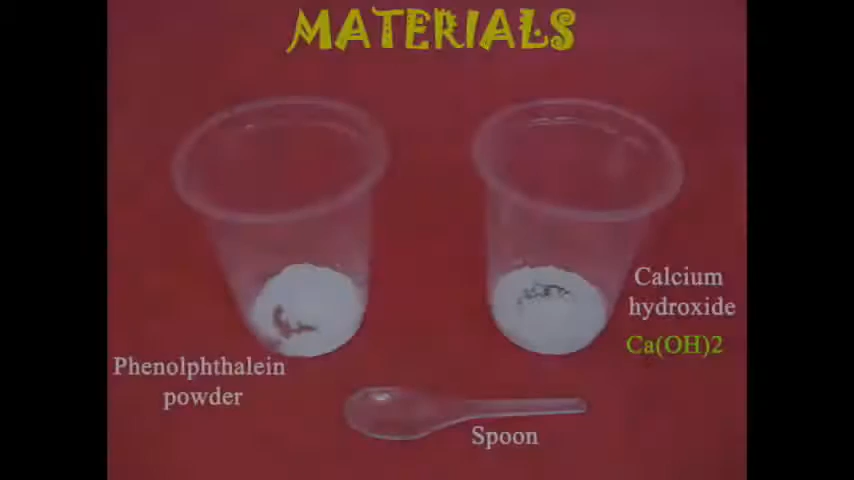 MATERIALS
Calcium
hydroxide
Ca(OH)2
Phenolphthalein
powder
Spoon